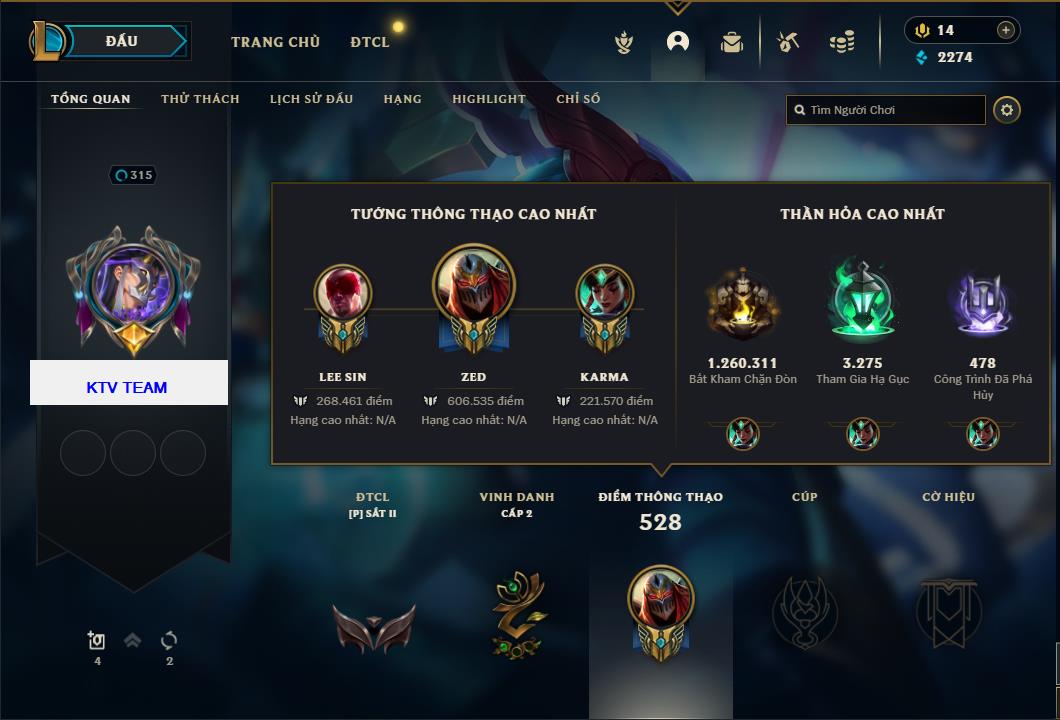 ĐẤU
TRANG CHỦ
ĐTCL
14
2274
TỔNG QUAN
THỬ THÁCH
LỊCH SỬ ĐẤU
HẠNG
HIGHLIGHT
CHỈ SỐ
Tìm Người Chơi
315
KTV TEAM
TƯỚNG THÔNG THẠO CAO NHẤT
LEE SIN
268.461 điểm
Hạng cao nhất: N/A
ZED
606.535 điểm
Hạng cao nhất: N/A
KARMA
221.570 điểm
Hạng cao nhất: N/A
THẦN HỎA CAO NHẤT
1.260.311
Bất Kham Chặn Đòn
3.275
Tham Gia Hạ Gục
478
Công Trình Đã Phá
Hủy
ĐTCL
[P] SẮT II
VINH DANH
CẤP 2
ĐIỂM THÔNG THẠO
528
CÚP
CỜ HIỆU
4
2